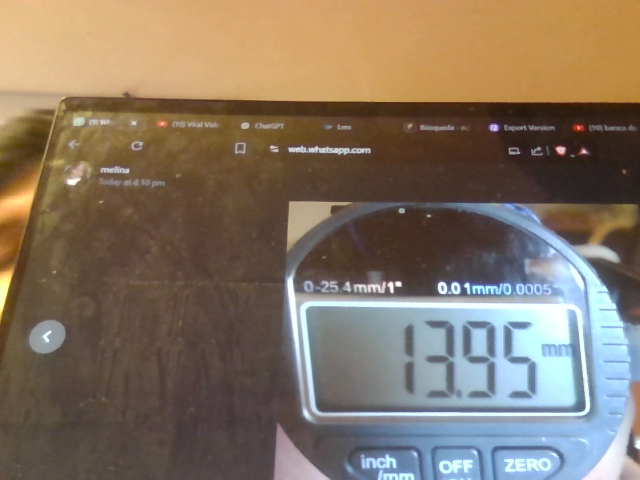 ChatGPT
Export Version
web.whatsapp.com
melina
Today at 4:10 pm
0-25.4mm/1" 0.01mm/0.0005"
13.95 mm
inch
/mm
OFF
ZERO